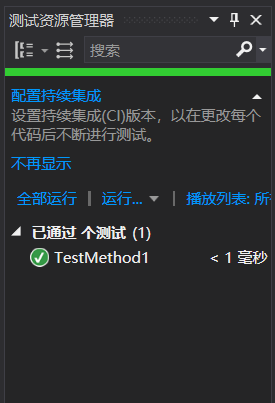 测试资源管理器
搜索
配置持续集成
设置持续集成(CI)版本，以在更改每个
代码后不断进行测试。
不再显示
全部运行 | 运行... | 播放列表: 所
已通过 个测试 (1)
TestMethod1 < 1 毫秒